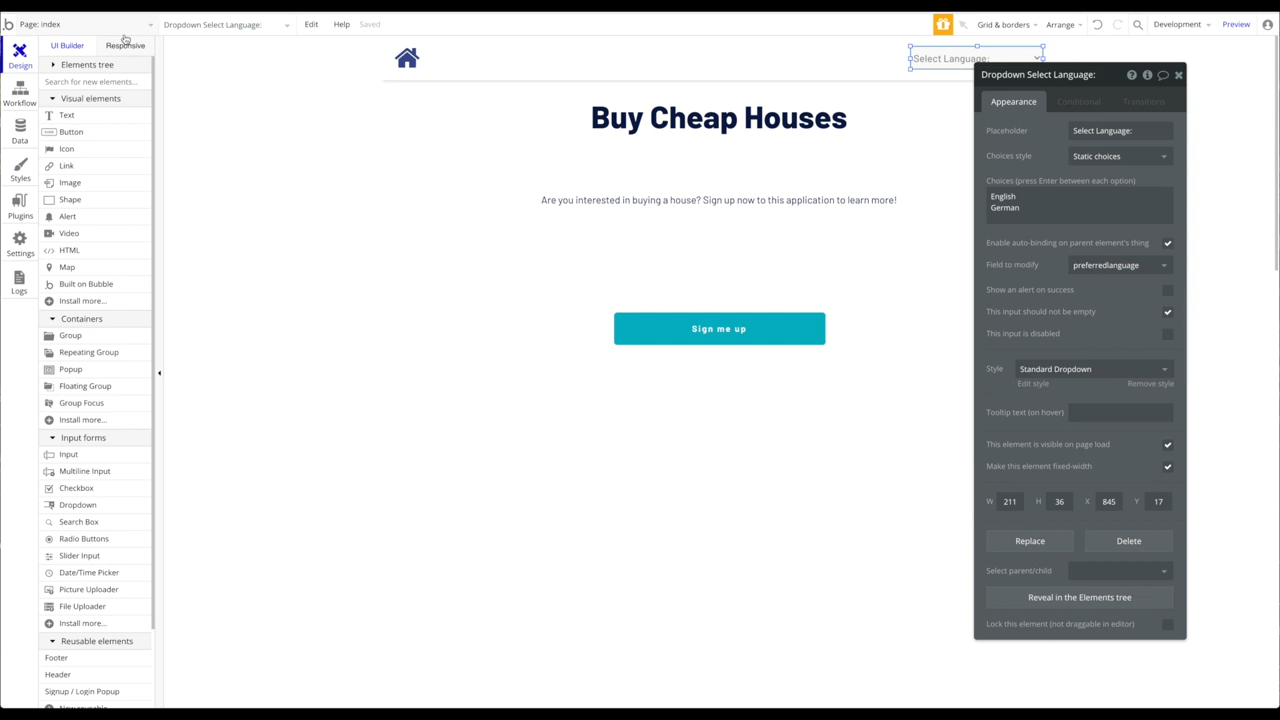 Page: index
Dropdown Select Language:
Edit
Help
Saved
Grid & borders
Arrange
Development
Preview
UI Builder
Responsive
Design
Workflow
Data
Styles
Plugins
Settings
Logs
Elements tree
Search for new elements...
Visual elements
Text
Button
Icon
Link
Image
Shape
Alert
Video
HTML
Map
Built on Bubble
Install more...
Containers
Group
Repeating Group
Popup
Floating Group
Group Focus
Install more...
Input forms
Input
Multiline Input
Checkbox
Dropdown
Search Box
Radio Buttons
Slider Input
Date/Time Picker
Picture Uploader
File Uploader
Install more...
Reusable elements
Footer
Header
Signup / Login Popup
Select Language:
Buy Cheap Houses
Are you interested in buying a house? Sign up now to this application to learn more!
Sign me up
Dropdown Select Language:
Appearance
Conditional
Transitions
Placeholder
Select Language:
Choices style
Static choices
Choices (press Enter between each option)
English
German
Enable auto-binding on parent element's thing
Field to modify
preferredlanguage
Show an alert on success
This input should not be empty
This input is disabled
Style
Standard Dropdown
Edit style
Remove style
Tooltip text (on hover)
This element is visible on page load
Make this element fixed-width
W 211 H 36 X 845 Y 17
Replace
Delete
Select parent/child
Reveal in the Elements tree
Lock this element (not draggable in editor)